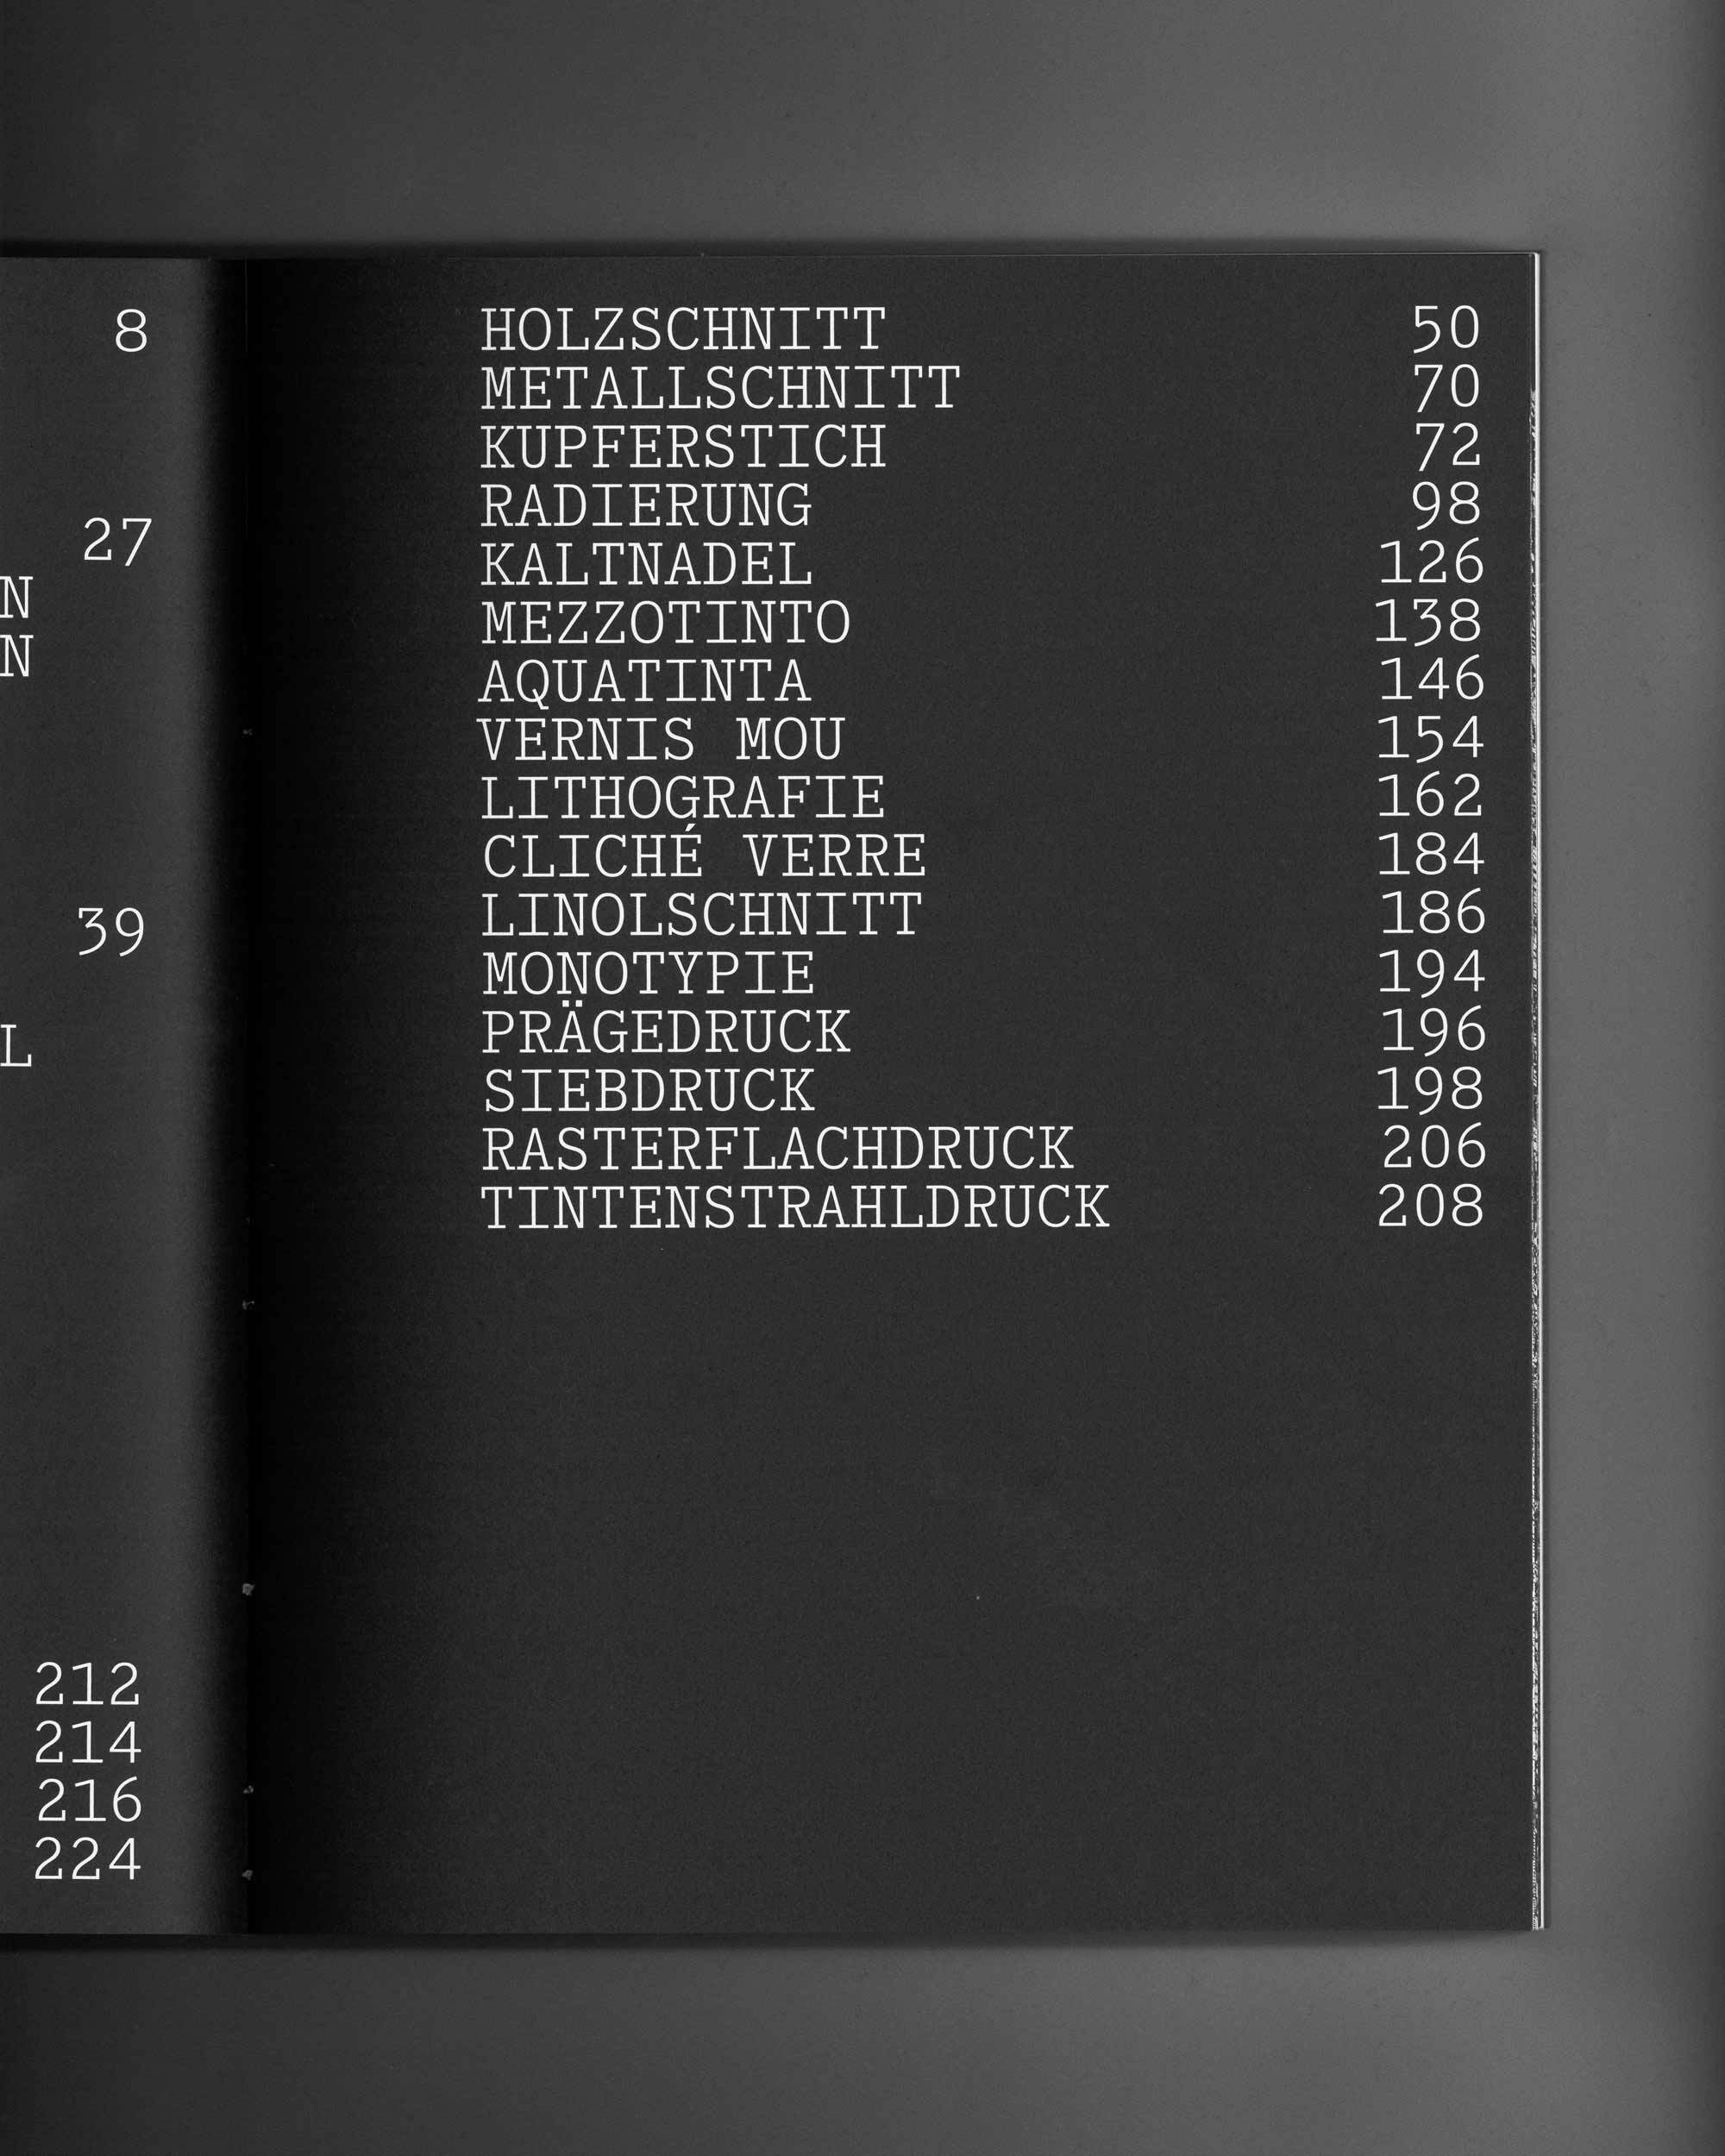 8
27
N
N
39
L
212
214
216
224
HOLZSCHNITT 50
METALLSCHNITT 70
KUPFERSTICH 72
RADIERUNG 98
KALTNADEL 126
MEZZOTINTO 138
AQUATINTA 146
VERNIS MOU 154
LITHOGRAFIE 162
CLICHÉ VERRE 184
LINOLSCHNITT 186
MONOTYPIE 194
PRÄGEDRUCK 196
SIEBDRUCK 198
RASTERFLACHDRUCK 206
TINTENSTRAHLDRUCK 208